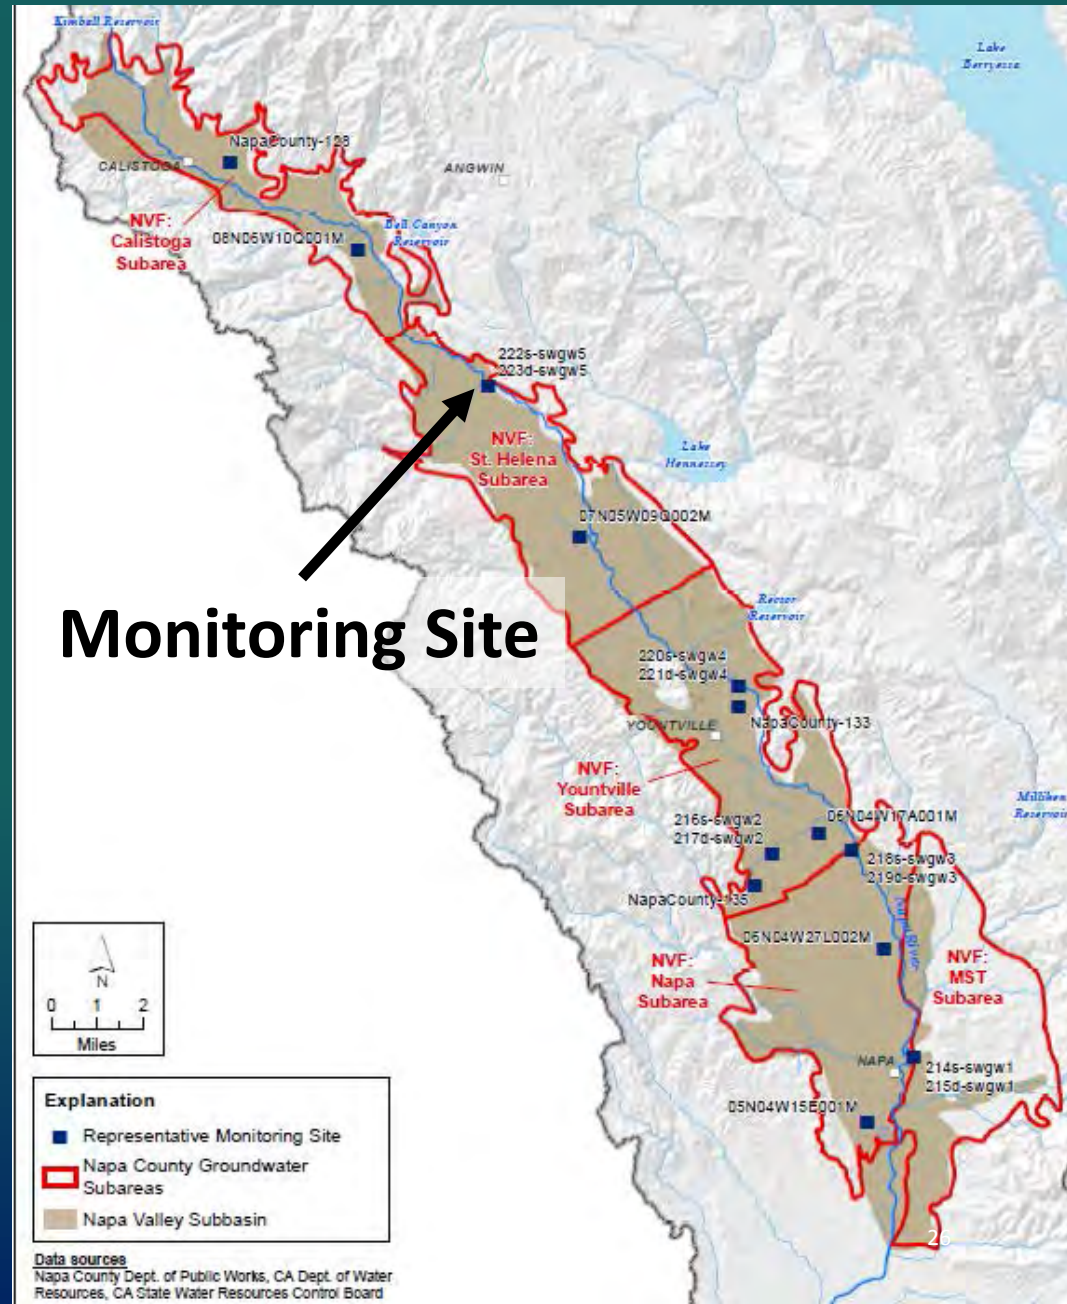 Kimball Reservoir
Lake
Berryessa
NapaCounty-128
CALISTOGA
ANGWIN
NVF:
Calistoga
Subarea
Bell Canyon
Reservoir
08N06W10Q001M
222s-swgw5
223d-swgw5
NVF:
St. Helena
Subarea
Lake
Hennessey
07N05W09Q002M
Monitoring Site
Rector
Reservoir
220s-swgw4
221d-swgw4
YOUNTVILLE
NapaCounty-133
NVF:
Yountville
Subarea
Milliken
Reservoir
216s-swgw2
217d-swgw2
06N04W17A001M
218s-swgw3
219d-swgw3
NapaCounty-135
Napa River
06N04W27L002M
NVF:
Napa
Subarea
NVF:
MST
Subarea
N
0 1 2
Miles
NAPA
214s-swgw1
215d-swgw1
05N04W15E001M
Explanation
Representative Monitoring Site
Napa County Groundwater
Subareas
Napa Valley Subbasin
26
Data sources
Napa County Dept. of Public Works, CA Dept. of Water
Resources, CA State Water Resources Control Board